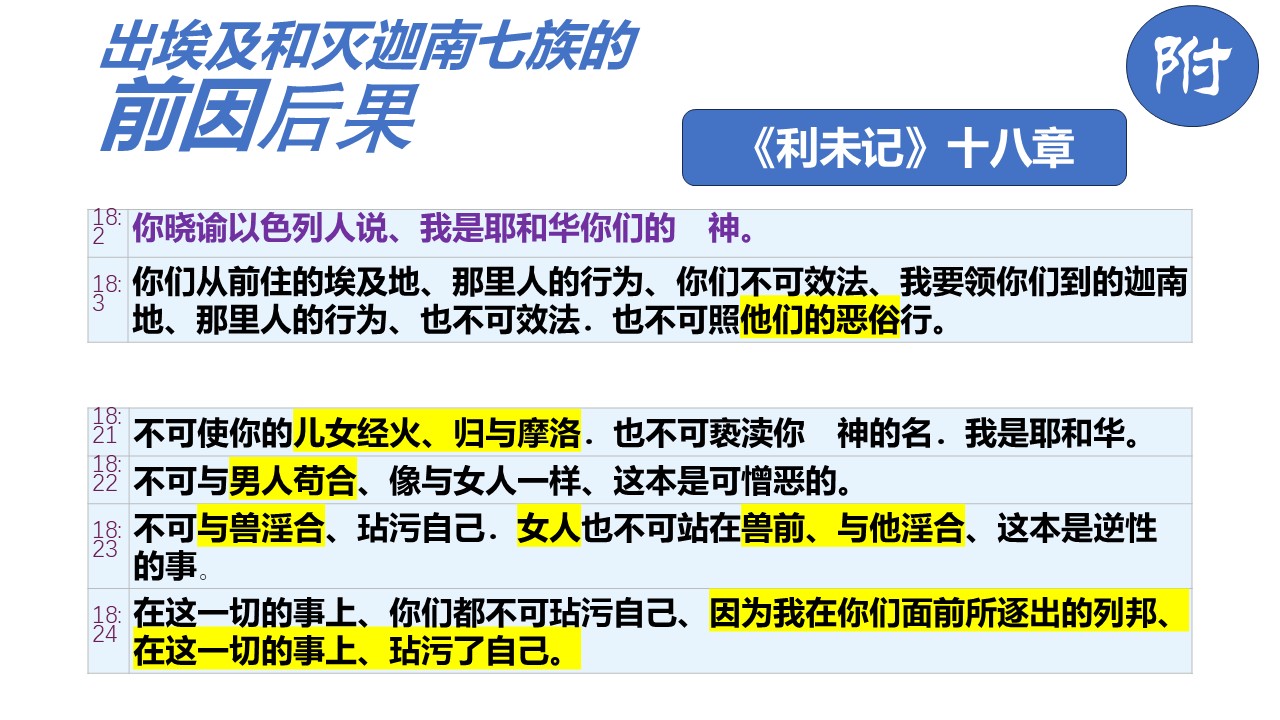 出埃及和灭迦南七族的
前因后果
附
《利未记》十八章
18:2 你晓谕以色列人说、我是耶和华你们的　神。
18:3 你们从前住的埃及地、那里人的行为、你们不可效法、我要领你们到的迦南
地、那里人的行为、也不可效法．也不可照他们的恶俗行。
18:21 不可使你的儿女经火、归与摩洛．也不可亵渎你　神的名．我是耶和华。
18:22 不可与男人苟合、像与女人一样、这本是可憎恶的。
18:23 不可与兽淫合、玷污自己．女人也不可站在兽前、与他淫合、这本是逆性
的事。
18:24 在这一切的事上、你们都不可玷污自己、因为我在你们面前所逐出的列邦、
在这一切的事上、玷污了自己。